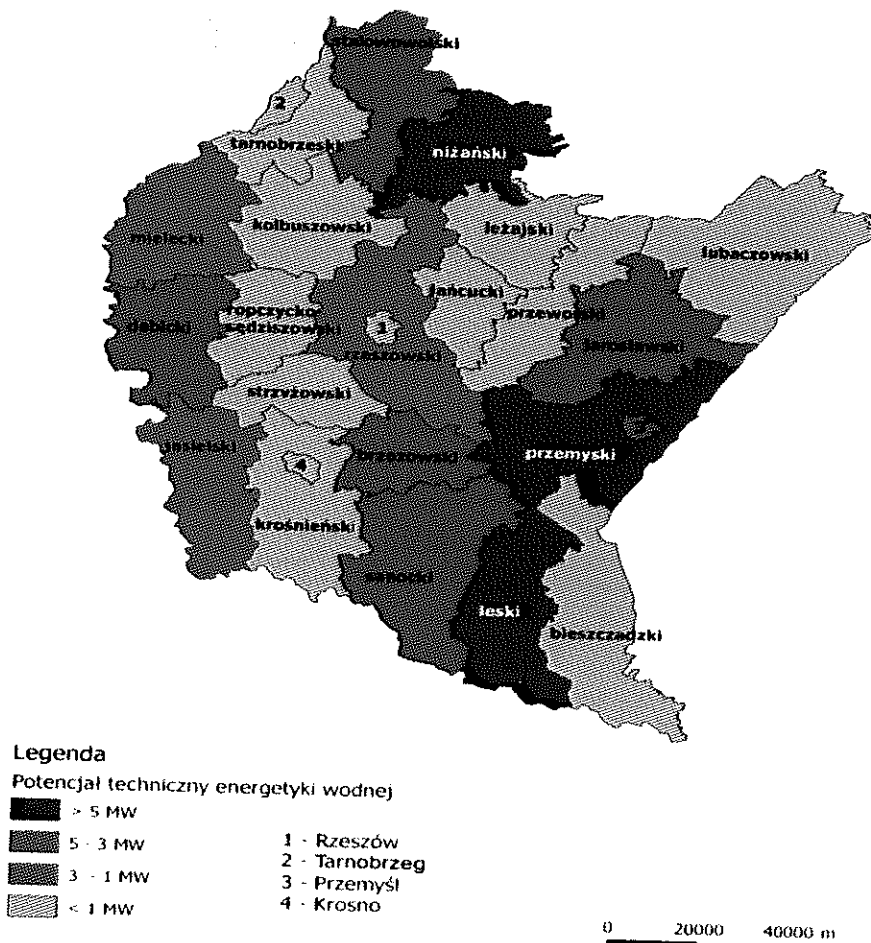 stalowowolski
2
tarnobrzeski
niżański
kolbuszowski
leżajski
mielecki
lubaczowski
łańcucki
ropczycko-
sędziszowski
przeworski
dębicki
1
rzeszowski
jarosławski
strzyżowski
3
jasielski
brzozowski
przemyski
4
krośnieński
sanocki
leski
bieszczadzki
Legenda
Potencjał techniczny energetyki wodnej
> 5 MW
5 - 3 MW
3 - 1 MW
< 1 MW
1 - Rzeszów
2 - Tarnobrzeg
3 - Przemyśl
4 - Krosno
0 20000 40000 m